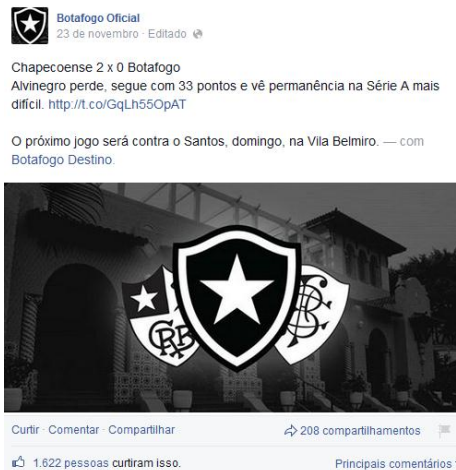 Botafogo Oficial
23 de novembro · Editado
Chapecoense 2 x 0 Botafogo
Alvinegro perde, segue com 33 pontos e vê permanência na Série A mais
difícil. http://t.co/GqLh55OpAT
O próximo jogo será contra o Santos, domingo, na Vila Belmiro. — com
Botafogo Destino.
Curtir · Comentar · Compartilhar
208 compartilhamentos
1.622 pessoas curtiram isso.
Principais comentários